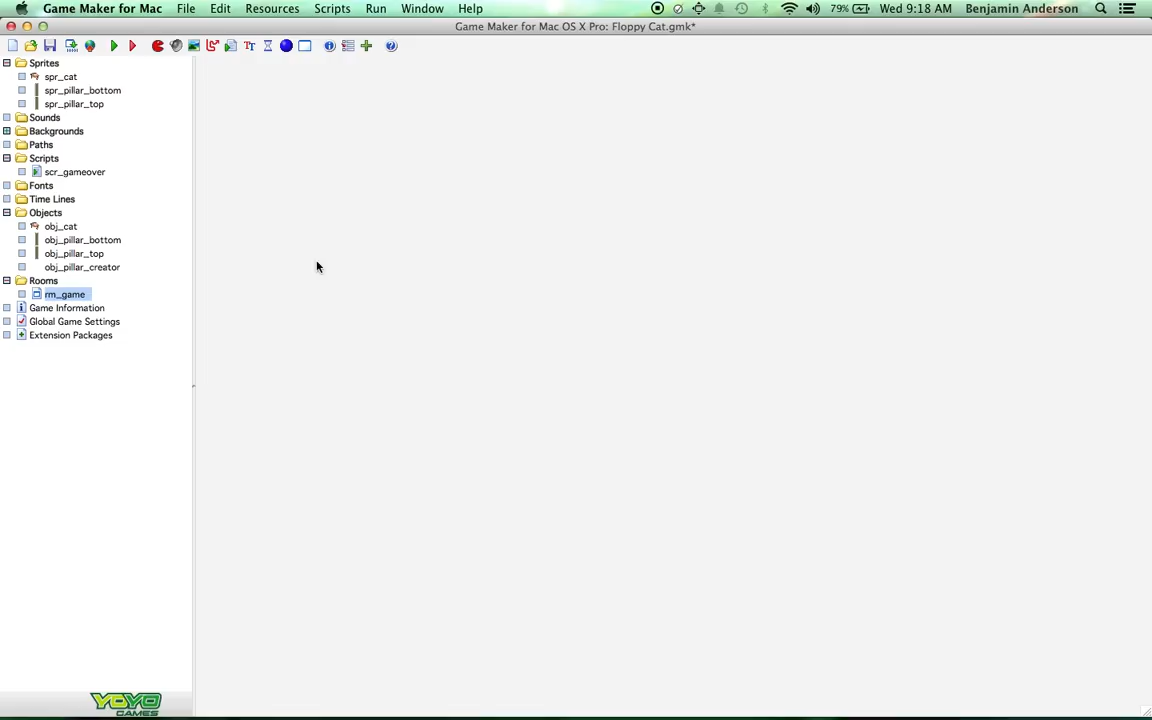 Game Maker for Mac File Edit Resources Scripts Run Window Help 79% Wed 9:18 AM Benjamin Anderson
Game Maker for Mac OS X Pro: Floppy Cat.gmk*
Sprites
spr_cat
spr_pillar_bottom
spr_pillar_top
Sounds
Backgrounds
Paths
Scripts
scr_gameover
Fonts
Time Lines
Objects
obj_cat
obj_pillar_bottom
obj_pillar_top
obj_pillar_creator
Rooms
rm_game
Game Information
Global Game Settings
Extension Packages
YOYO
GAMES